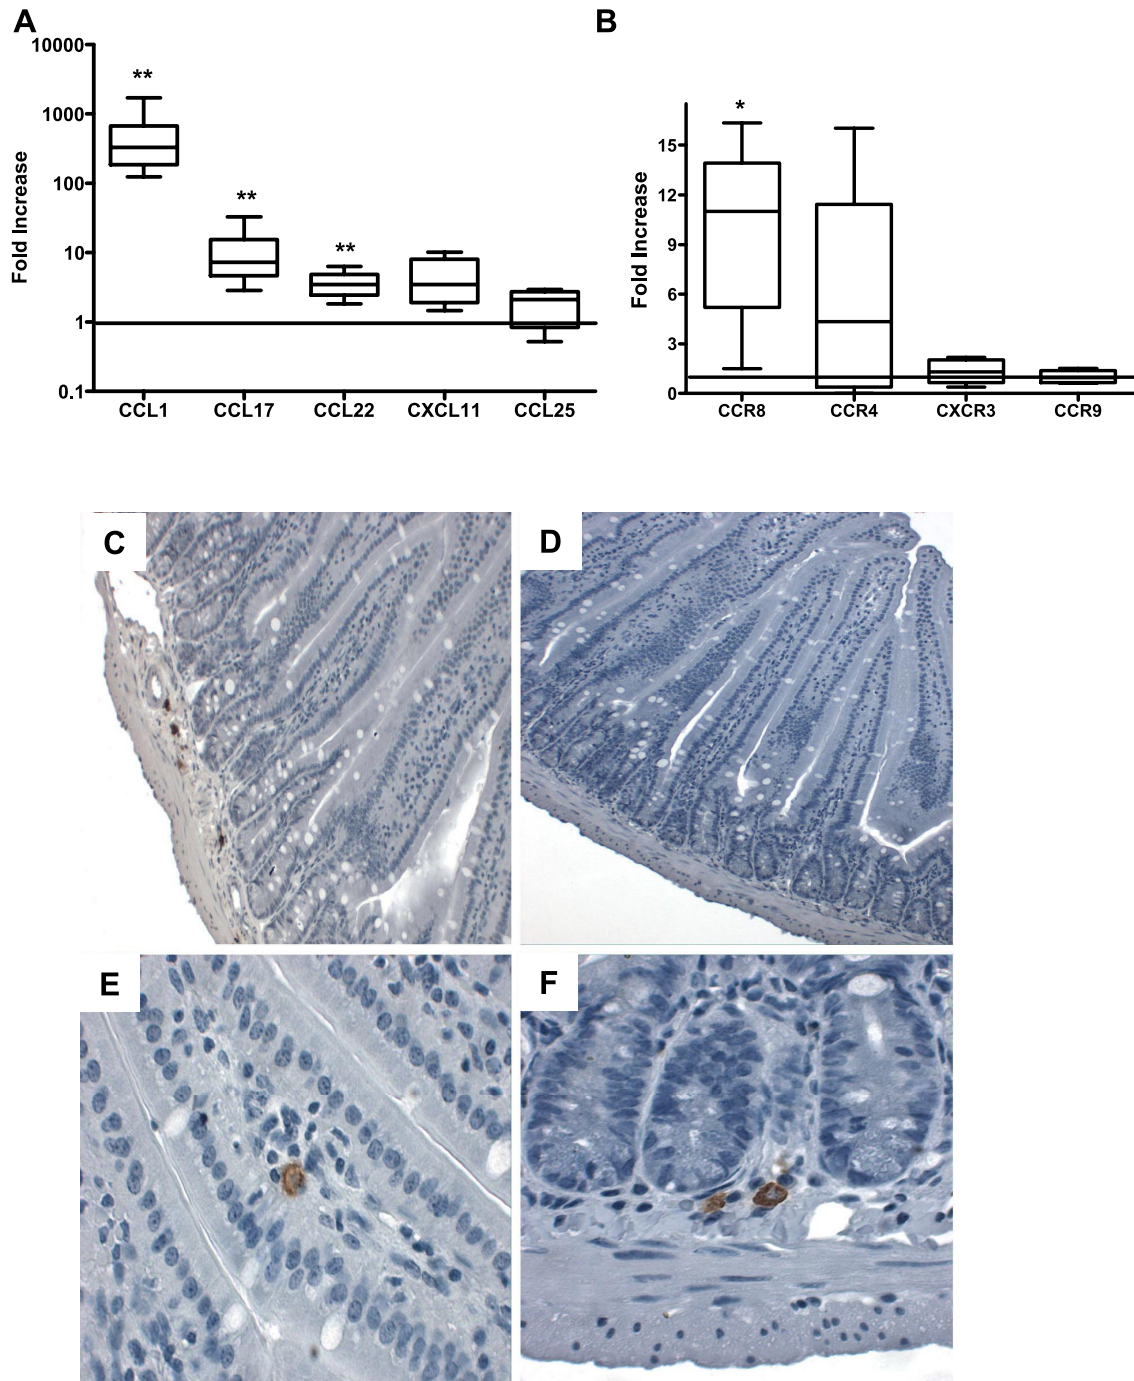 A
10000
1000
100
10
1
0.1
Fold Increase
**
**
**
CCL1 CCL17 CCL22 CXCL11 CCL25
B
15
12
9
6
3
0
Fold Increase
*
CCR8 CCR4 CXCR3 CCR9
C
D
E
F